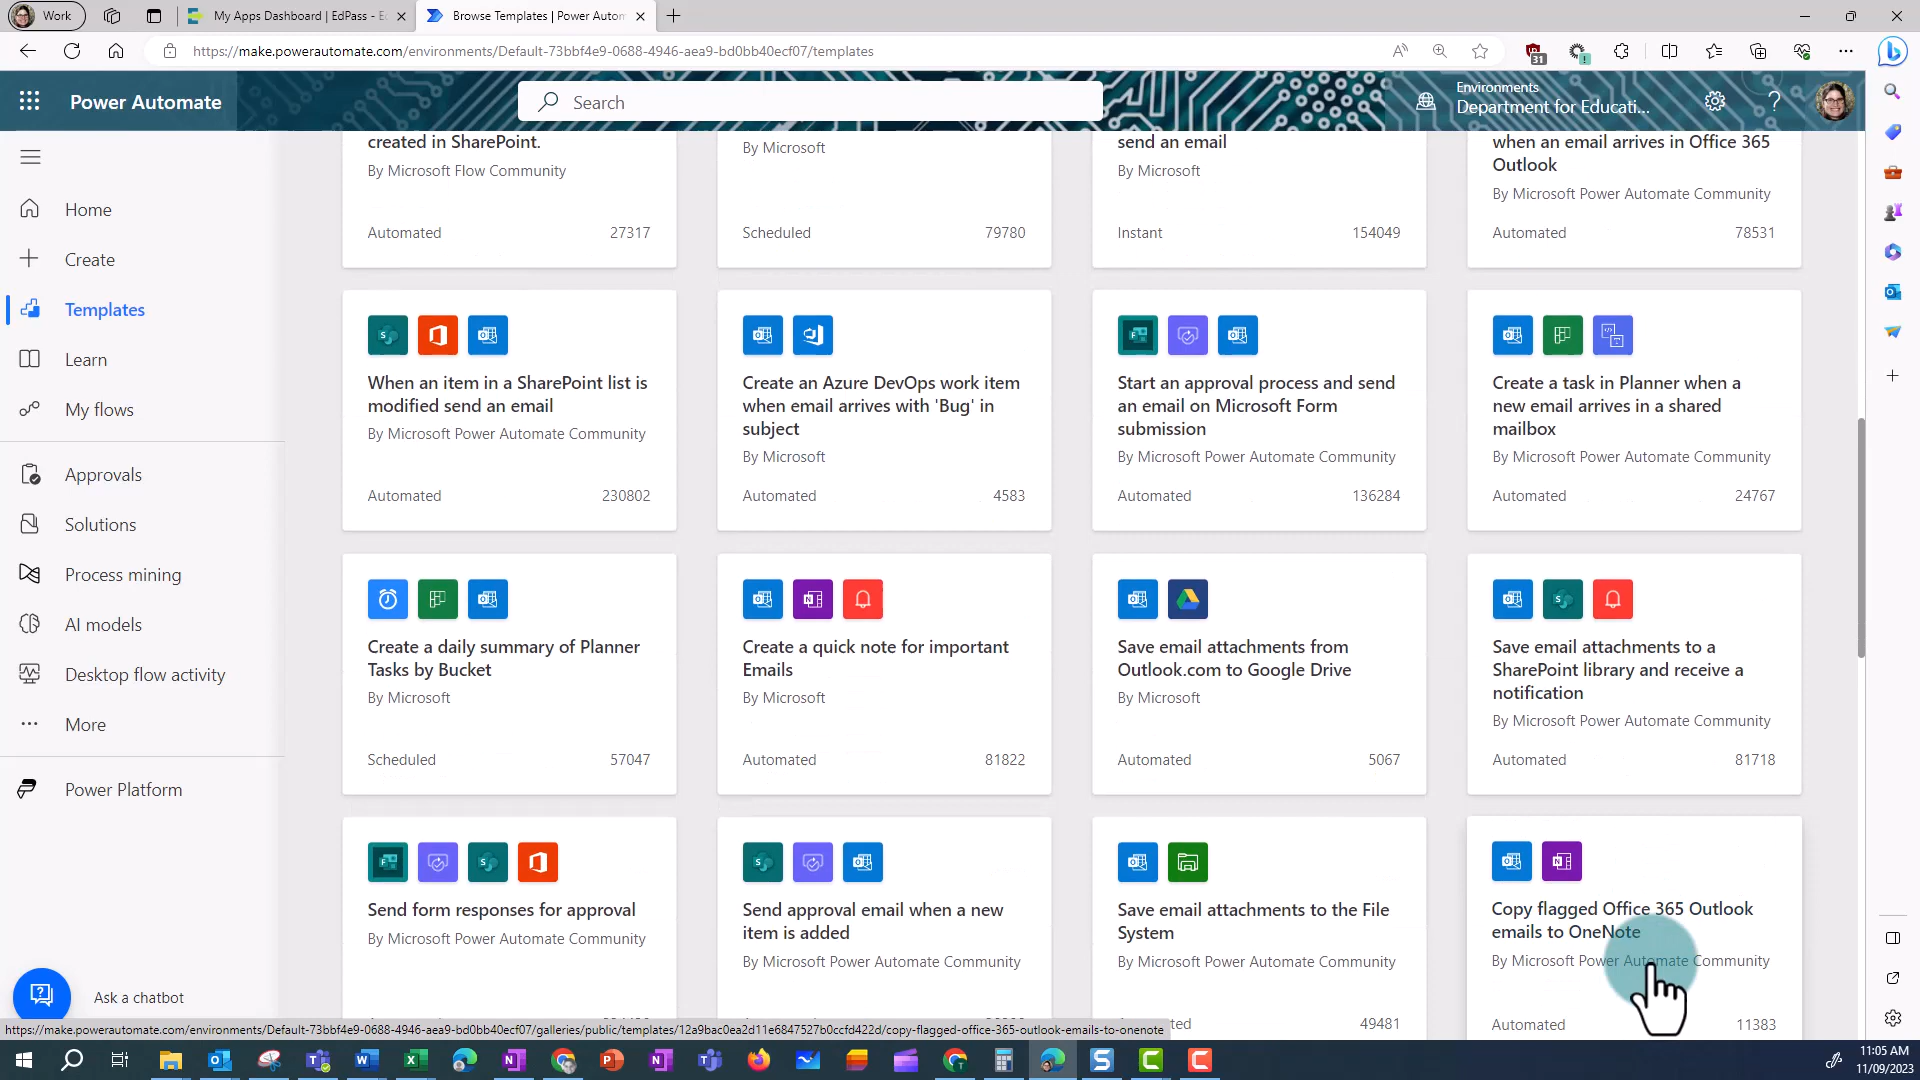 Work
My Apps Dashboard | EdPass - E
Browse Templates | Power Autom
https://make.powerautomate.com/environments/Default-73bbf4e9-0688-4946-aea9-bd0bb40ecf07/templates
31
Power Automate
Search
Environments
Department for Educati...
Home
Create
Templates
Learn
My flows
Approvals
Solutions
Process mining
AI models
Desktop flow activity
More
Power Platform
Ask a chatbot
created in SharePoint.
By Microsoft Flow Community
Automated 27317
By Microsoft
Scheduled 79780
send an email
By Microsoft
Instant 154049
when an email arrives in Office 365
Outlook
By Microsoft Power Automate Community
Automated 78531
When an item in a SharePoint list is
modified send an email
By Microsoft Power Automate Community
Automated 230802
Create an Azure DevOps work item
when email arrives with 'Bug' in
subject
By Microsoft
Automated 4583
Start an approval process and send
an email on Microsoft Form
submission
By Microsoft Power Automate Community
Automated 136284
Create a task in Planner when a
new email arrives in a shared
mailbox
By Microsoft Power Automate Community
Automated 24767
Create a daily summary of Planner
Tasks by Bucket
By Microsoft
Scheduled 57047
Create a quick note for important
Emails
By Microsoft
Automated 81822
Save email attachments from
Outlook.com to Google Drive
By Microsoft
Automated 5067
Save email attachments to a
SharePoint library and receive a
notification
By Microsoft Power Automate Community
Automated 81718
Send form responses for approval
By Microsoft Power Automate Community
Send approval email when a new
item is added
By Microsoft Power Automate Community
Save email attachments to the File
System
By Microsoft Power Automate Community
ted 49481
Copy flagged Office 365 Outlook
emails to OneNote
By Microsoft Power Automate Community
Automated 11383
https://make.powerautomate.com/environments/Default-73bbf4e9-0688-4946-aea9-bd0bb40ecf07/galleries/public/templates/12a9bac0ea2d11e6847527b0ccfd422d/copy-flagged-office-365-outlook-emails-to-onenote
11:05 AM
11/09/2023